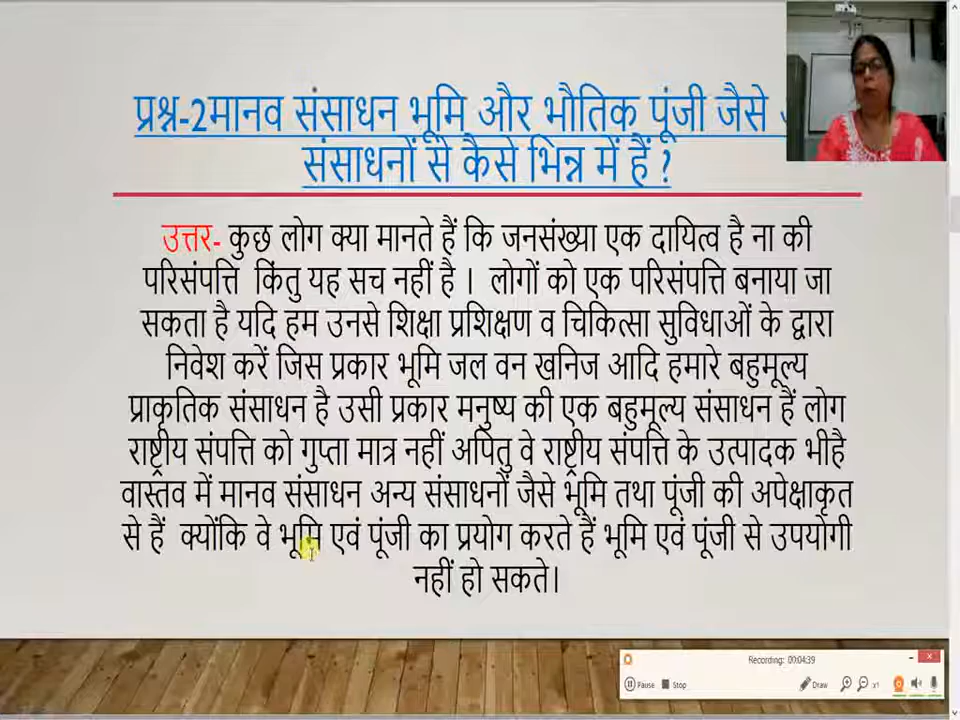 प्रश्न-2मानव संसाधन भूमि और भौतिक पूंजी जैसे
संसाधनों से कैसे भिन्न में हैं ?
उत्तर- कुछ लोग क्या मानते हैं कि जनसंख्या एक दायित्व है ना की
परिसंपत्ति किंतु यह सच नहीं है । लोगों को एक परिसंपत्ति बनाया जा
सकता है यदि हम उनसे शिक्षा प्रशिक्षण व चिकित्सा सुविधाओं के द्वारा
निवेश करें जिस प्रकार भूमि जल वन खनिज आदि हमारे बहुमूल्य
प्राकृतिक संसाधन है उसी प्रकार मनुष्य की एक बहुमूल्य संसाधन हैं लोग
राष्ट्रीय संपत्ति को गुप्ता मात्र नहीं अपितु वे राष्ट्रीय संपत्ति के उत्पादक भीहै
वास्तव में मानव संसाधन अन्य संसाधनों जैसे भूमि तथा पूंजी की अपेक्षाकृत
से हैं क्योंकि वे भूमि एवं पूंजी का प्रयोग करते हैं भूमि एवं पूंजी से उपयोगी
नहीं हो सकते।
Recording: 00:04:39
Pause Stop Draw x1